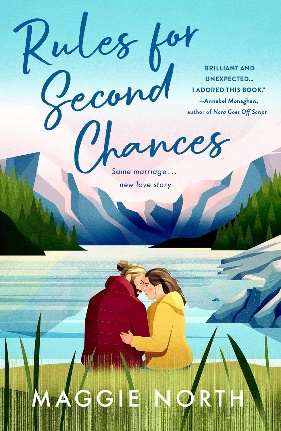 Rules for
Second
Chances
"BRILLIANT AND
UNEXPECTED...
I ADORED THIS BOOK."
—Annabel Monaghan,
author of Nora Goes Off Script
Same marriage...
new love story
MAGGIE NORTH